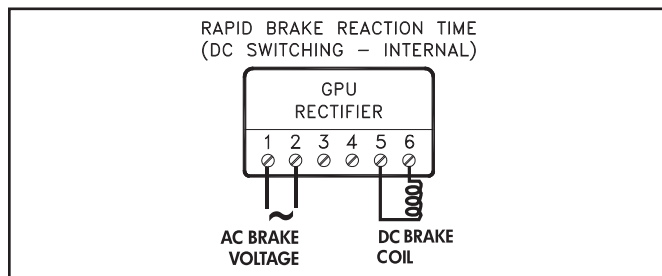 RAPID BRAKE REACTION TIME
(DC SWITCHING – INTERNAL)
GPU
RECTIFIER
1 2 3 4 5 6
~
AC BRAKE
VOLTAGE
DC BRAKE
COIL